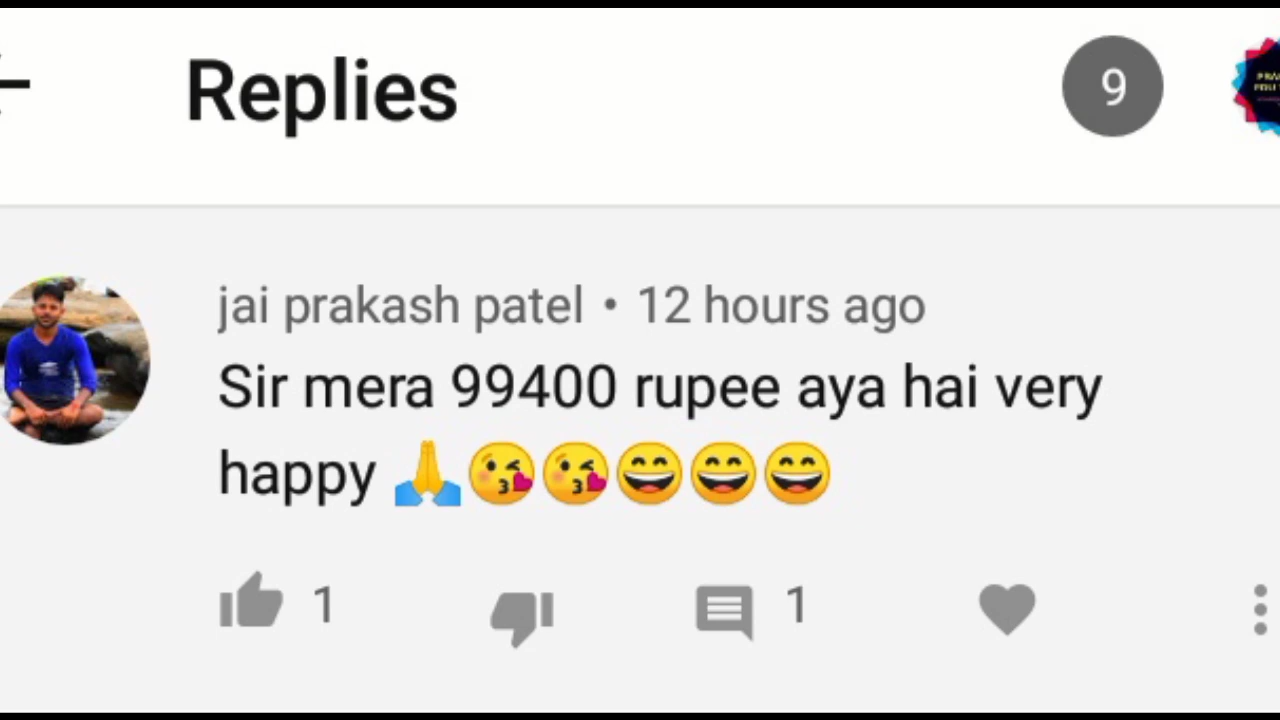 Replies
9
jai prakash patel • 12 hours ago
Sir mera 99400 rupee aya hai very
happy 🙏😘😘😄😄😄
1
1